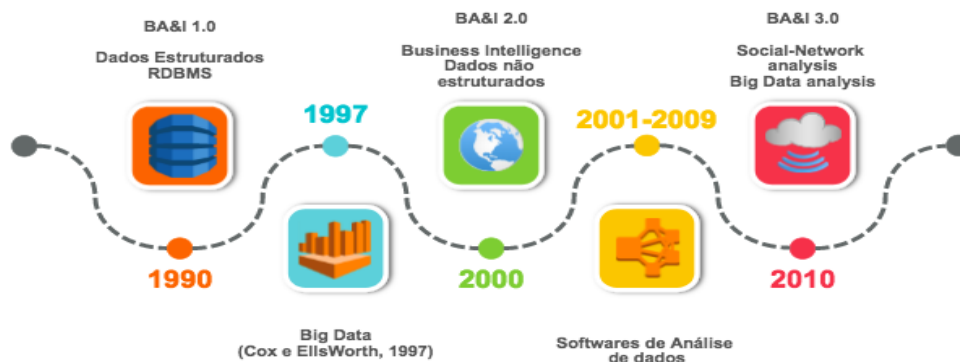 BA&I 1.0
Dados Estruturados
RDBMS
1990
1997
Big Data
(Cox e EllsWorth, 1997)
BA&I 2.0
Business Intelligence
Dados não
estruturados
2000
2001-2009
Softwares de Análise
de dados
BA&I 3.0
Social-Network
analysis
Big Data analysis
2010